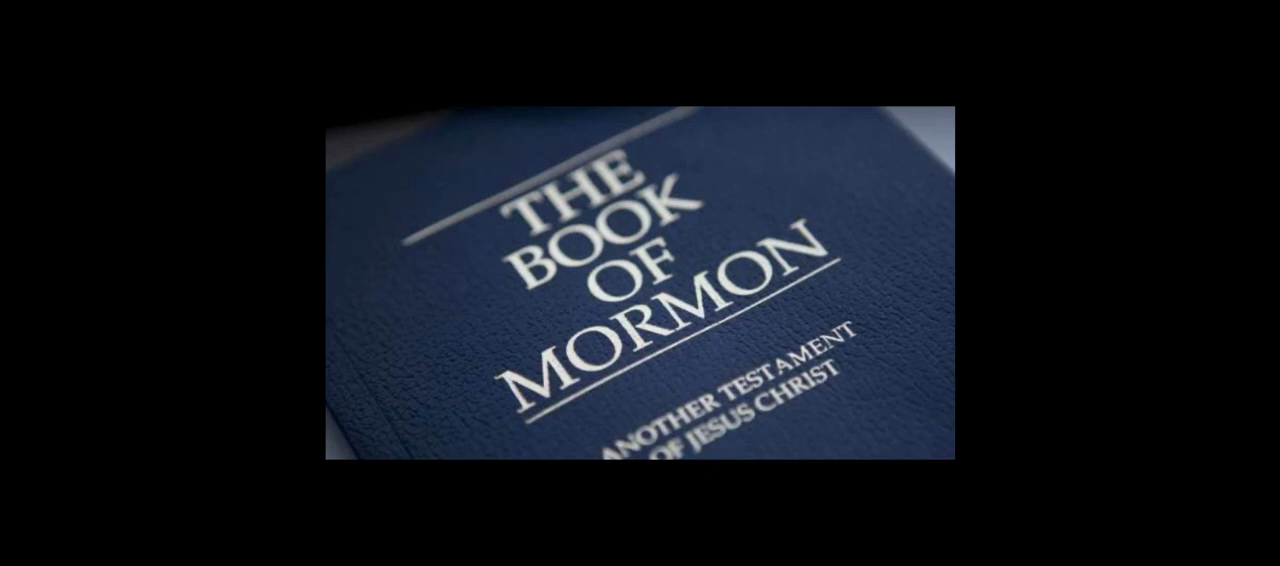 THE
BOOK
OF
MORMON
ANOTHER TESTAMENT
OF JESUS CHRIST